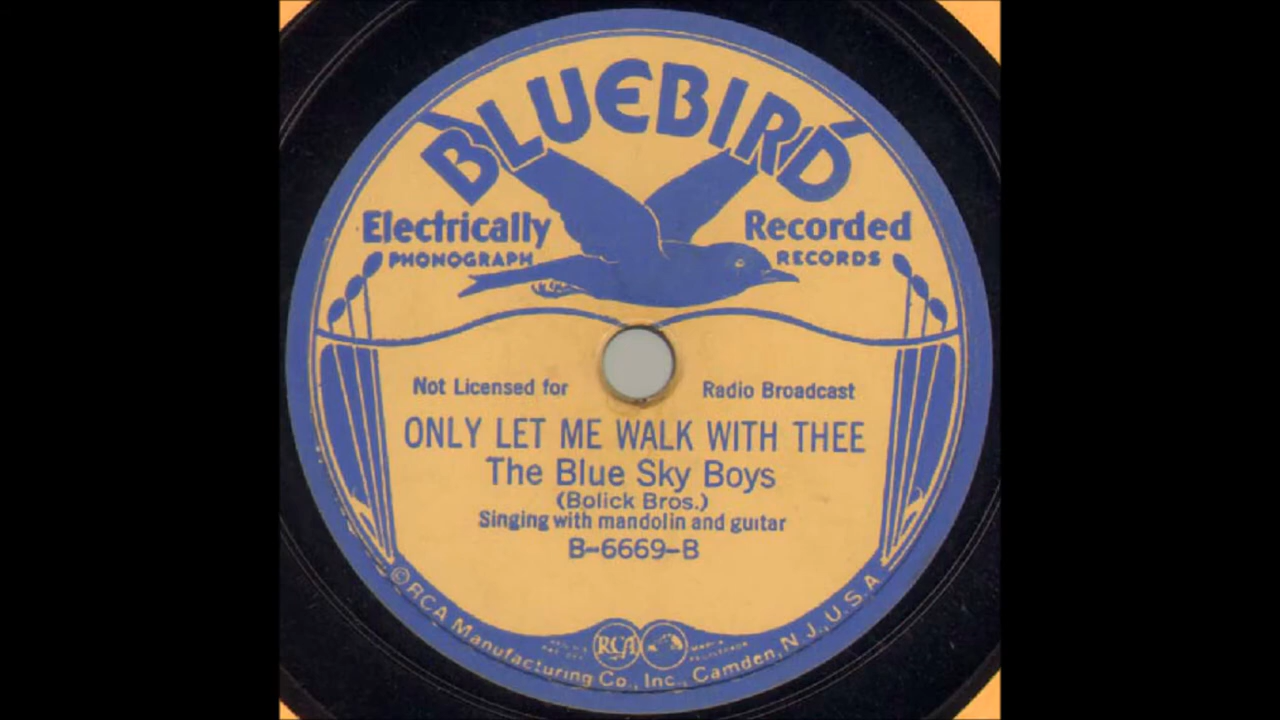 BLUEBIRD
Electrically Recorded
PHONOGRAPH RECORDS
Not Licensed for Radio Broadcast
ONLY LET ME WALK WITH THEE
The Blue Sky Boys
(Bolick Bros.)
Singing with mandolin and guitar
B-6669-B
RCA
©RCA Manufacturing Co., Inc., Camden, N.J., U.S.A